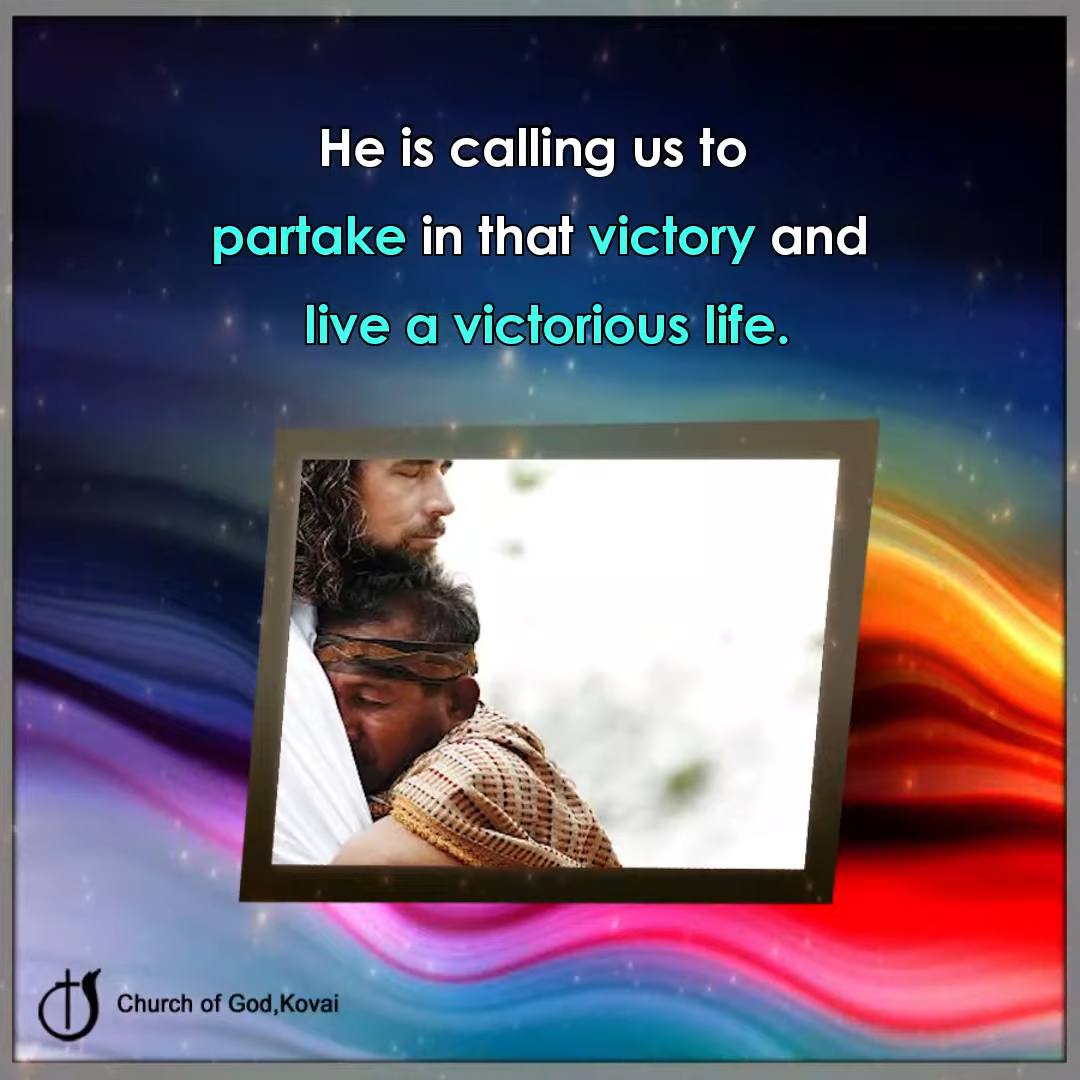 He is calling us to
partake in that victory and
live a victorious life.
Church of God,Kovai